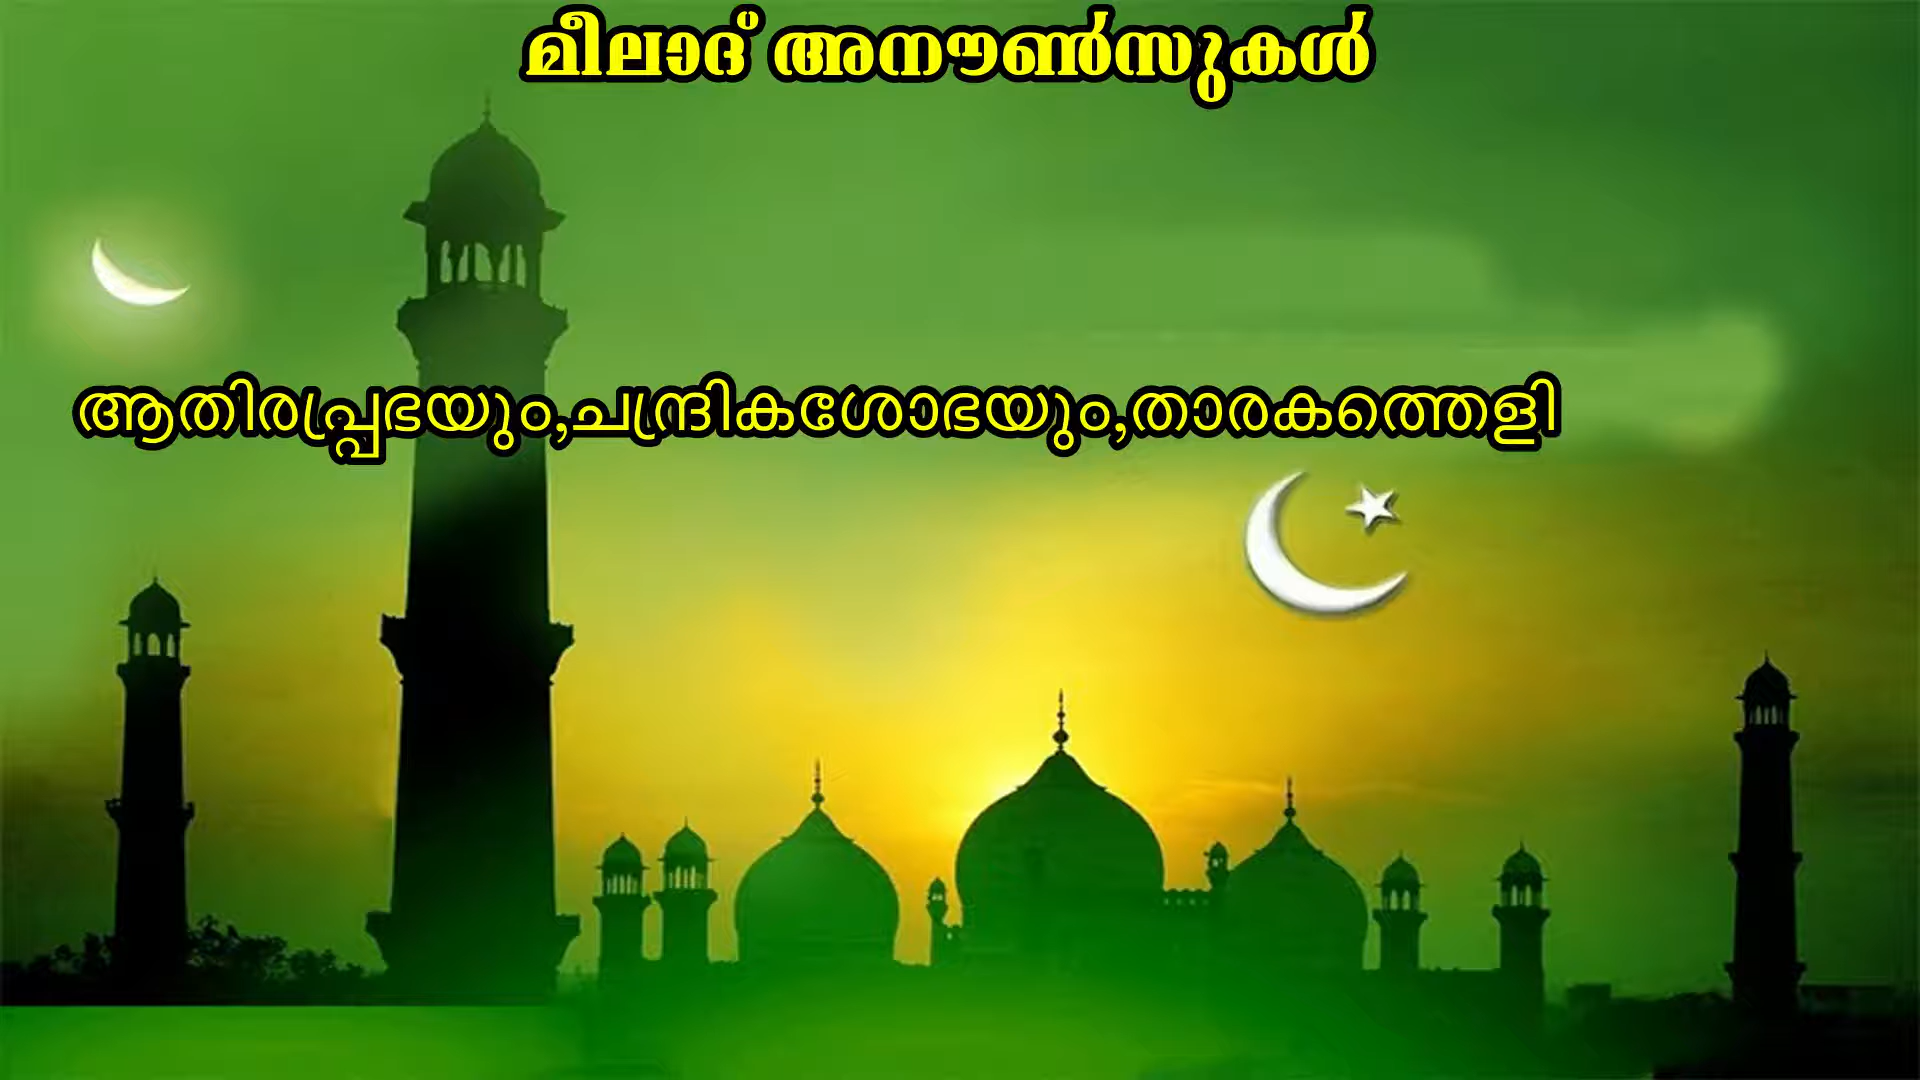 മീലാദ് അനൗൺസുകൾ
ആതിരപ്പ്രഭയും,ചന്ദ്രികശോഭയും,താരകത്തെളി